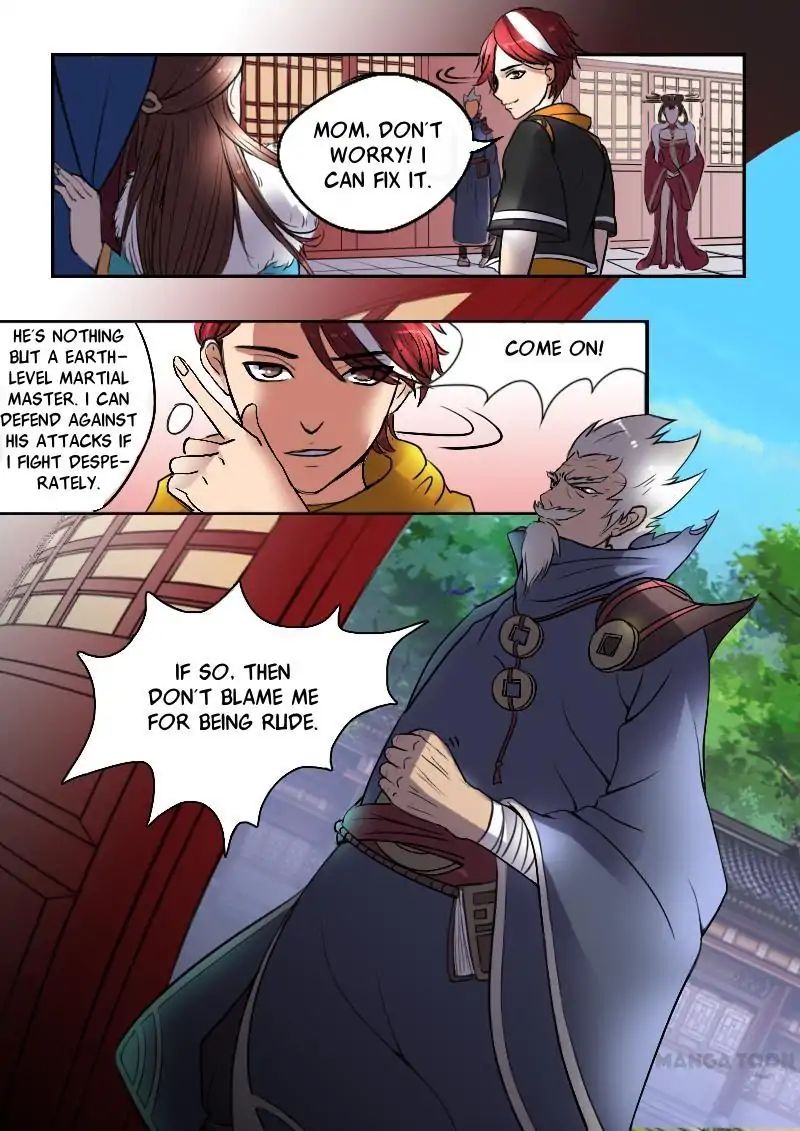 MOM, DON'T
WORRY! I
CAN FIX IT.
HE'S NOTHING
BUT A EARTH-
LEVEL MARTIAL
MASTER. I CAN
DEFEND AGAINST
HIS ATTACKS IF
I FIGHT DESPE-
RATELY.
COME ON!
IF SO, THEN
DON'T BLAME ME
FOR BEING RUDE.
MANGA TOON